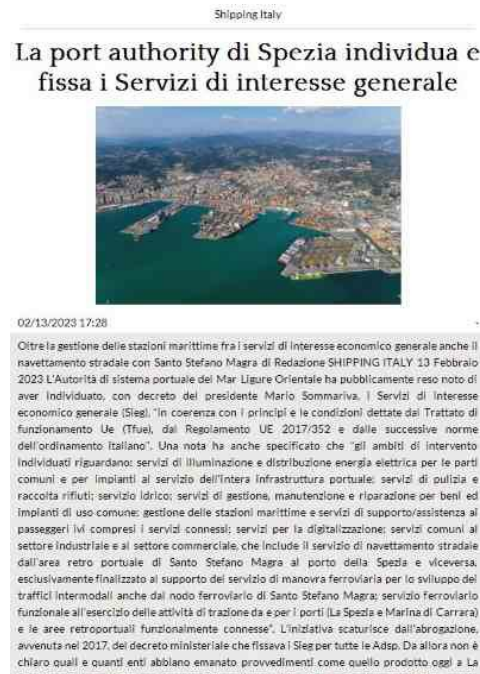 Shipping Italy
La port authority di Spezia individua e
fissa i Servizi di interesse generale
02/13/2023 17:28
Oltre la gestione delle stazioni marittime fra i servizi di interesse economico generale anche il
navettamento stradale con Santo Stefano Magra di Redazione SHIPPING ITALY 13 Febbraio
2023 L'Autorità di sistema portuale del Mar Ligure Orientale ha pubblicamente reso noto di
aver individuato, con decreto del presidente Mario Sommariva, i Servizi di interesse
economico generale (Sieg), "in coerenza con i principi e le condizioni dettate dal Trattato di
funzionamento Ue (Tfue), dal Regolamento UE 2017/352 e dalle successive norme
dell'ordinamento italiano". Una nota ha anche specificato che "gli ambiti di intervento
individuati riguardano: servizi di illuminazione e distribuzione energia elettrica per le parti
comuni e per impianti al servizio dell'intera infrastruttura portuale; servizi di pulizia e
raccolta rifiuti; servizio idrico; servizi di gestione, manutenzione e riparazione per beni ed
impianti di uso comune; gestione delle stazioni marittime e servizi di supporto/assistenza ai
passeggeri ivi compresi i servizi connessi; servizi per la digitalizzazione; servizi comuni al
settore industriale e al settore commerciale, che include il servizio di navettamento stradale
dall'area retro portuale di Santo Stefano Magra al porto della Spezia e viceversa,
esclusivamente finalizzato al supporto del servizio di manovra ferroviaria per lo sviluppo dei
traffici intermodali anche dal nodo ferroviario di Santo Stefano Magra; servizio ferroviario
funzionale all'esercizio delle attività di trazione da e per i porti (La Spezia e Marina di Carrara)
e le aree retroportuali funzionalmente connesse". L'iniziativa scaturisce dall'abrogazione,
avvenuta nel 2017, del decreto ministeriale che fissava i Sieg per tutte le Adsp. Da allora non è
chiaro quali e quanti enti abbiano emanato provvedimenti come quello prodotto oggi a La